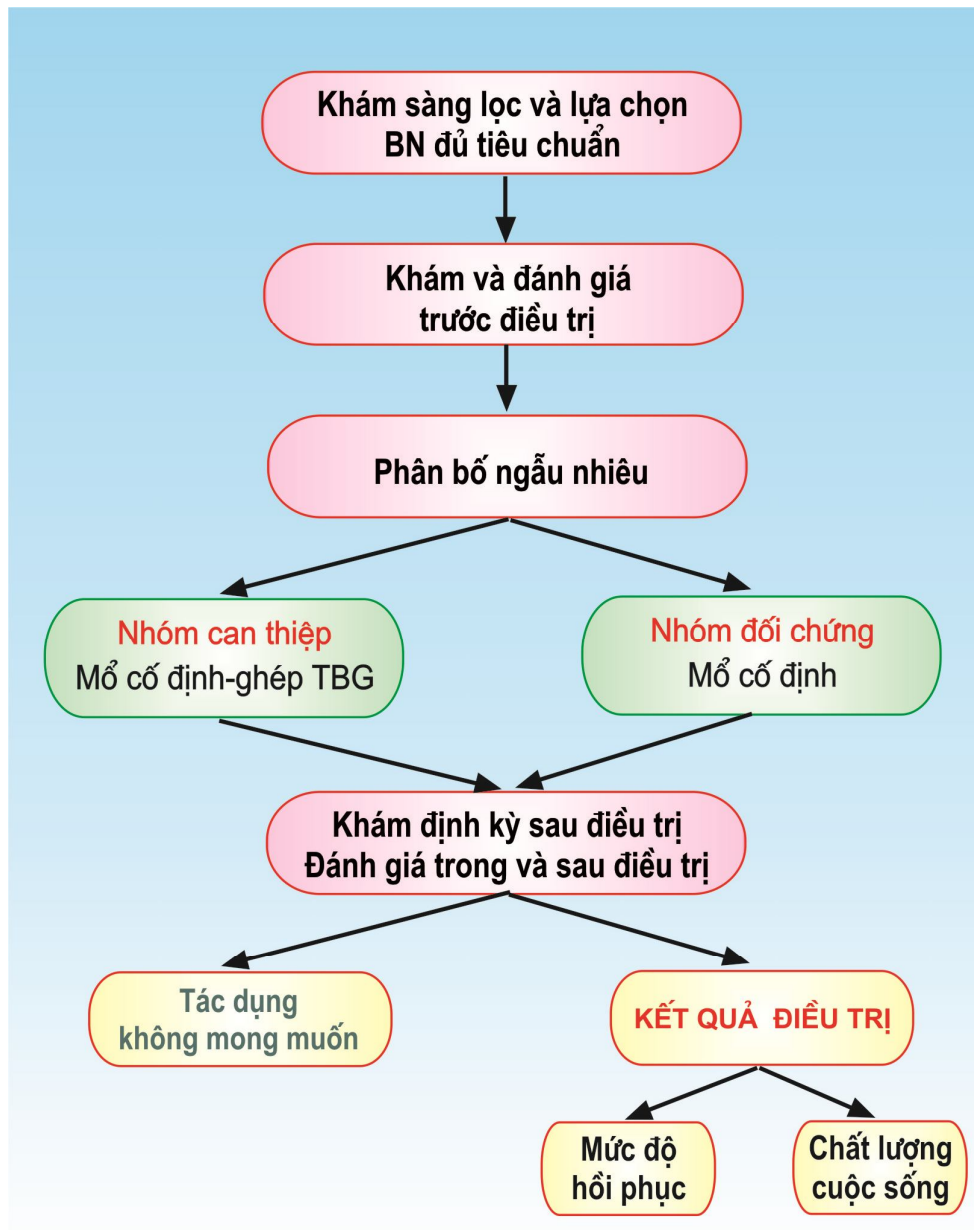 Khám sàng lọc và lựa chọn
BN đủ tiêu chuẩn
Khám và đánh giá
trước điều trị
Phân bố ngẫu nhiêu
Nhóm can thiệp
Mổ cố định-ghép TBG
Nhóm đối chứng
Mổ cố định
Khám định kỳ sau điều trị
Đánh giá trong và sau điều trị
Tác dụng
không mong muốn
KẾT QUẢ ĐIỀU TRỊ
Mức độ
hồi phục
Chất lượng
cuộc sống